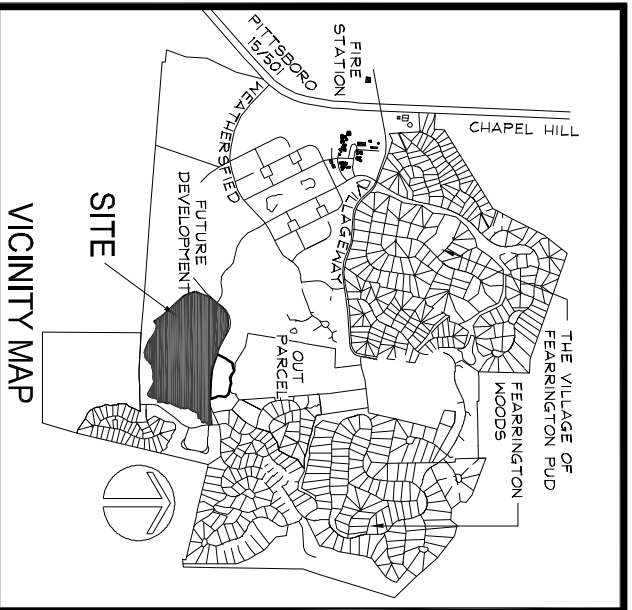 PITTSBORO
15/501
FIRE
STATION
CHAPEL HILL
WEATHERSFIED
VILLAGEWAY
FUTURE
DEVELOPMENT
SITE
OUT
PARCEL
THE VILLAGE OF
FEARRINGTON PUD
FEARRINGTON
WOODS
VICINITY MAP